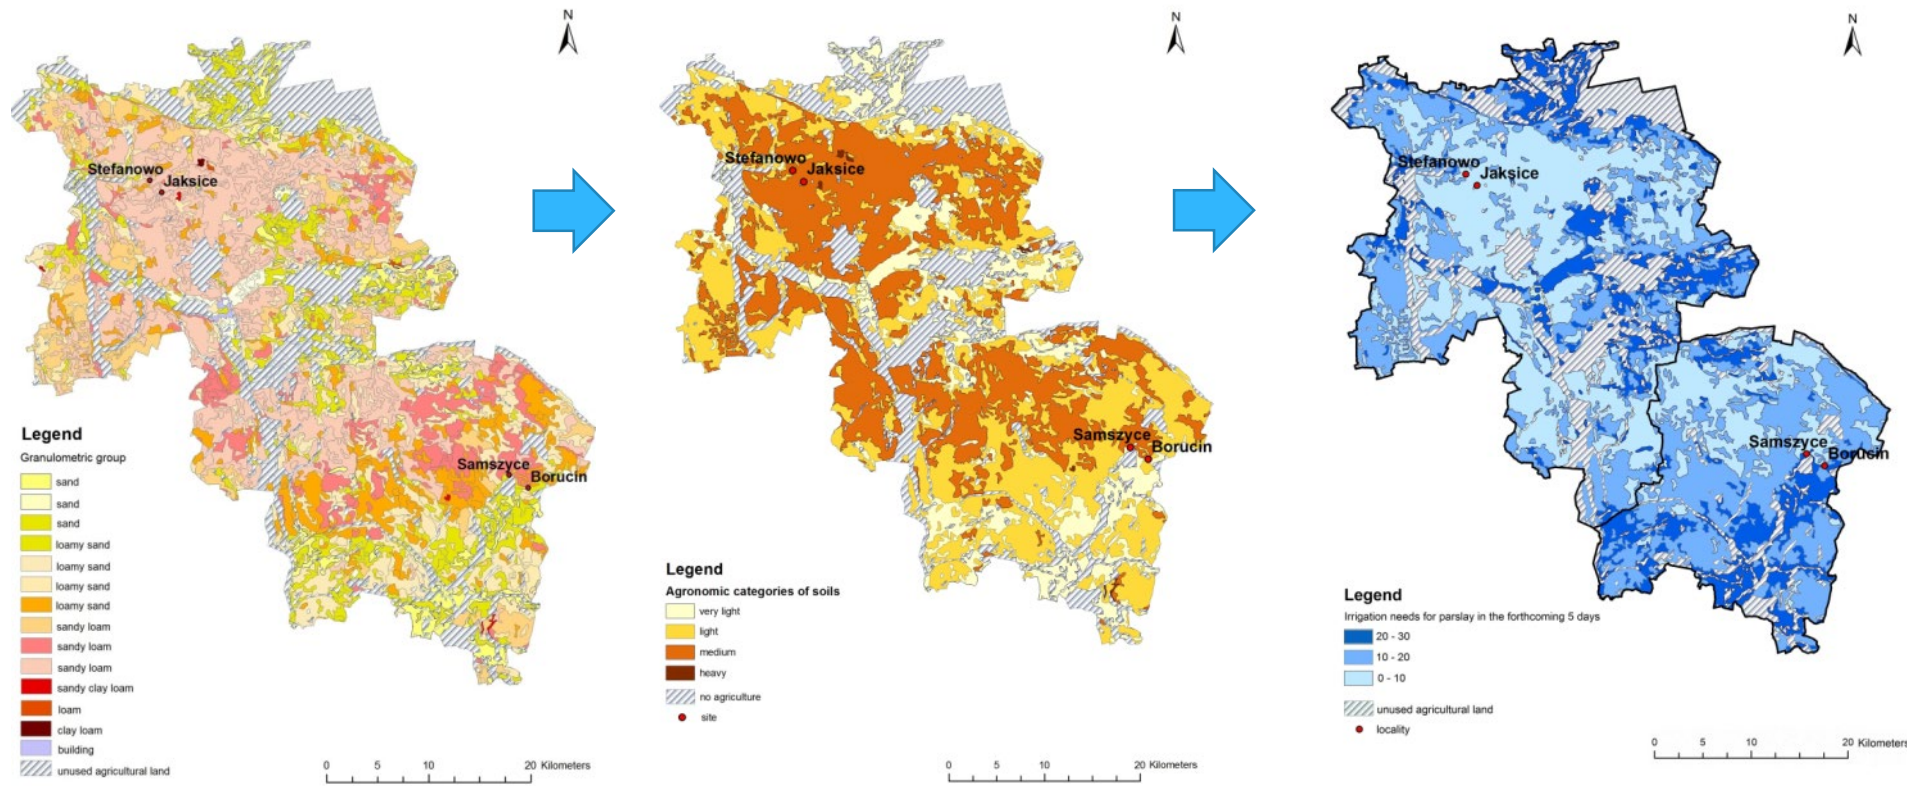 N
Stefanowo
Jaksice
Samszyce
Borucin
Legend
Granulometric group
sand
sand
sand
loamy sand
loamy sand
loamy sand
loamy sand
sandy loam
sandy loam
sandy loam
sandy clay loam
loam
clay loam
building
unused agricultural land
0 5 10 20 Kilometers
N
Stefanowo
Jaksice
Samszyce
Borucin
Legend
Agronomic categories of soils
very light
light
medium
heavy
no agriculture
site
0 5 10 20 Kilometers
N
Stefanowo
Jaksice
Samszyce
Borucin
Legend
Irrigation needs for parslay in the forthcoming 5 days
20 - 30
10 - 20
0 - 10
unused agricultural land
locality
0 5 10 20 Kilometers